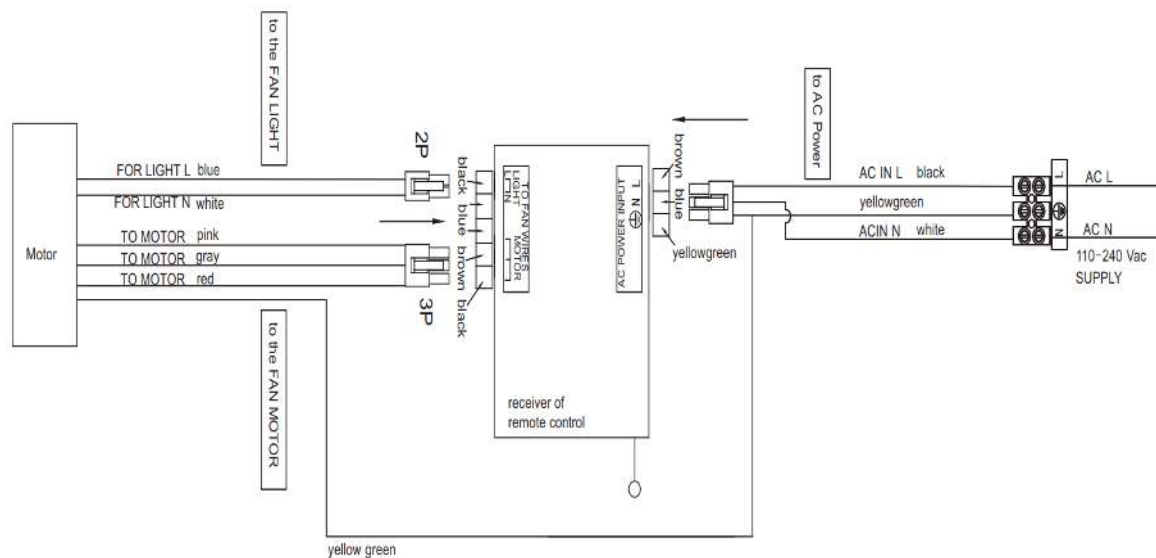 to the FAN LIGHT
to AC Power
2P
FOR LIGHT L blue
FOR LIGHT N white
TO MOTOR pink
TO MOTOR gray
TO MOTOR red
Motor
3P
to the FAN MOTOR
black
blue
brown
black
TO FAN WIRES
LIGHT MOTOR
L N
L N
AC POWER INPUT
brown
blue
yellowgreen
receiver of
remote control
AC IN L black
yellowgreen
ACIN N white
L
N
AC L
AC N
110-240 Vac
SUPPLY
yellow green